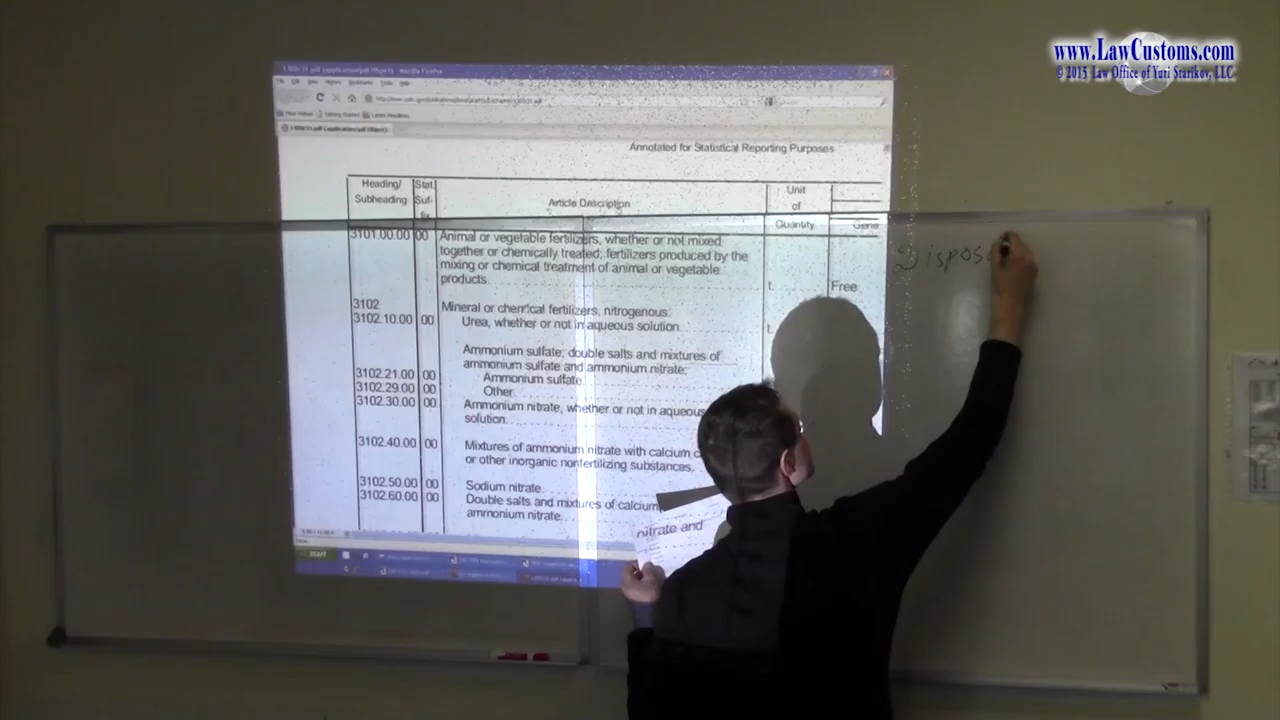 www.LawCustoms.com
© 2015 Law Office of Yuri Starikov, LLC
Annotated for Statistical Reporting Purposes
Heading/ Subheading
Stat. Suf- fix
Article Description
Unit of Quantity
Gene
3101.00.00 00 Animal or vegetable fertilizers, whether or not mixed
together or chemically treated; fertilizers produced by the
mixing or chemical treatment of animal or vegetable
products
t. Free
3102 Mineral or chemical fertilizers, nitrogenous:
3102.10.00 00 Urea, whether or not in aqueous solution t.
Ammonium sulfate; double salts and mixtures of
ammonium sulfate and ammonium nitrate:
3102.21.00 00 Ammonium sulfate
3102.29.00 00 Other
3102.30.00 00 Ammonium nitrate, whether or not in aqueous
solution
3102.40.00 00 Mixtures of ammonium nitrate with calcium c
or other inorganic nonfertilizing substances
3102.50.00 00 Sodium nitrate
3102.60.00 00 Double salts and mixtures of calcium nitrate and
ammonium nitrate
START
Dispos